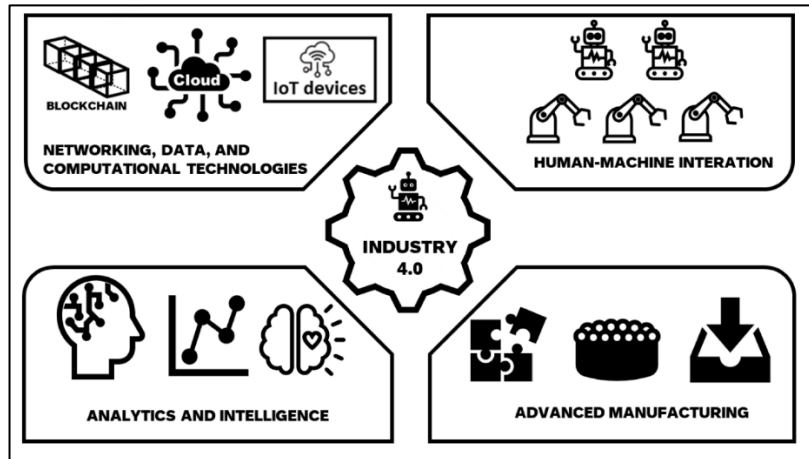 BLOCKCHAIN
Cloud
IoT devices
NETWORKING, DATA, AND
COMPUTATIONAL TECHNOLOGIES
HUMAN-MACHINE INTERATION
INDUSTRY
4.0
ANALYTICS AND INTELLIGENCE
ADVANCED MANUFACTURING